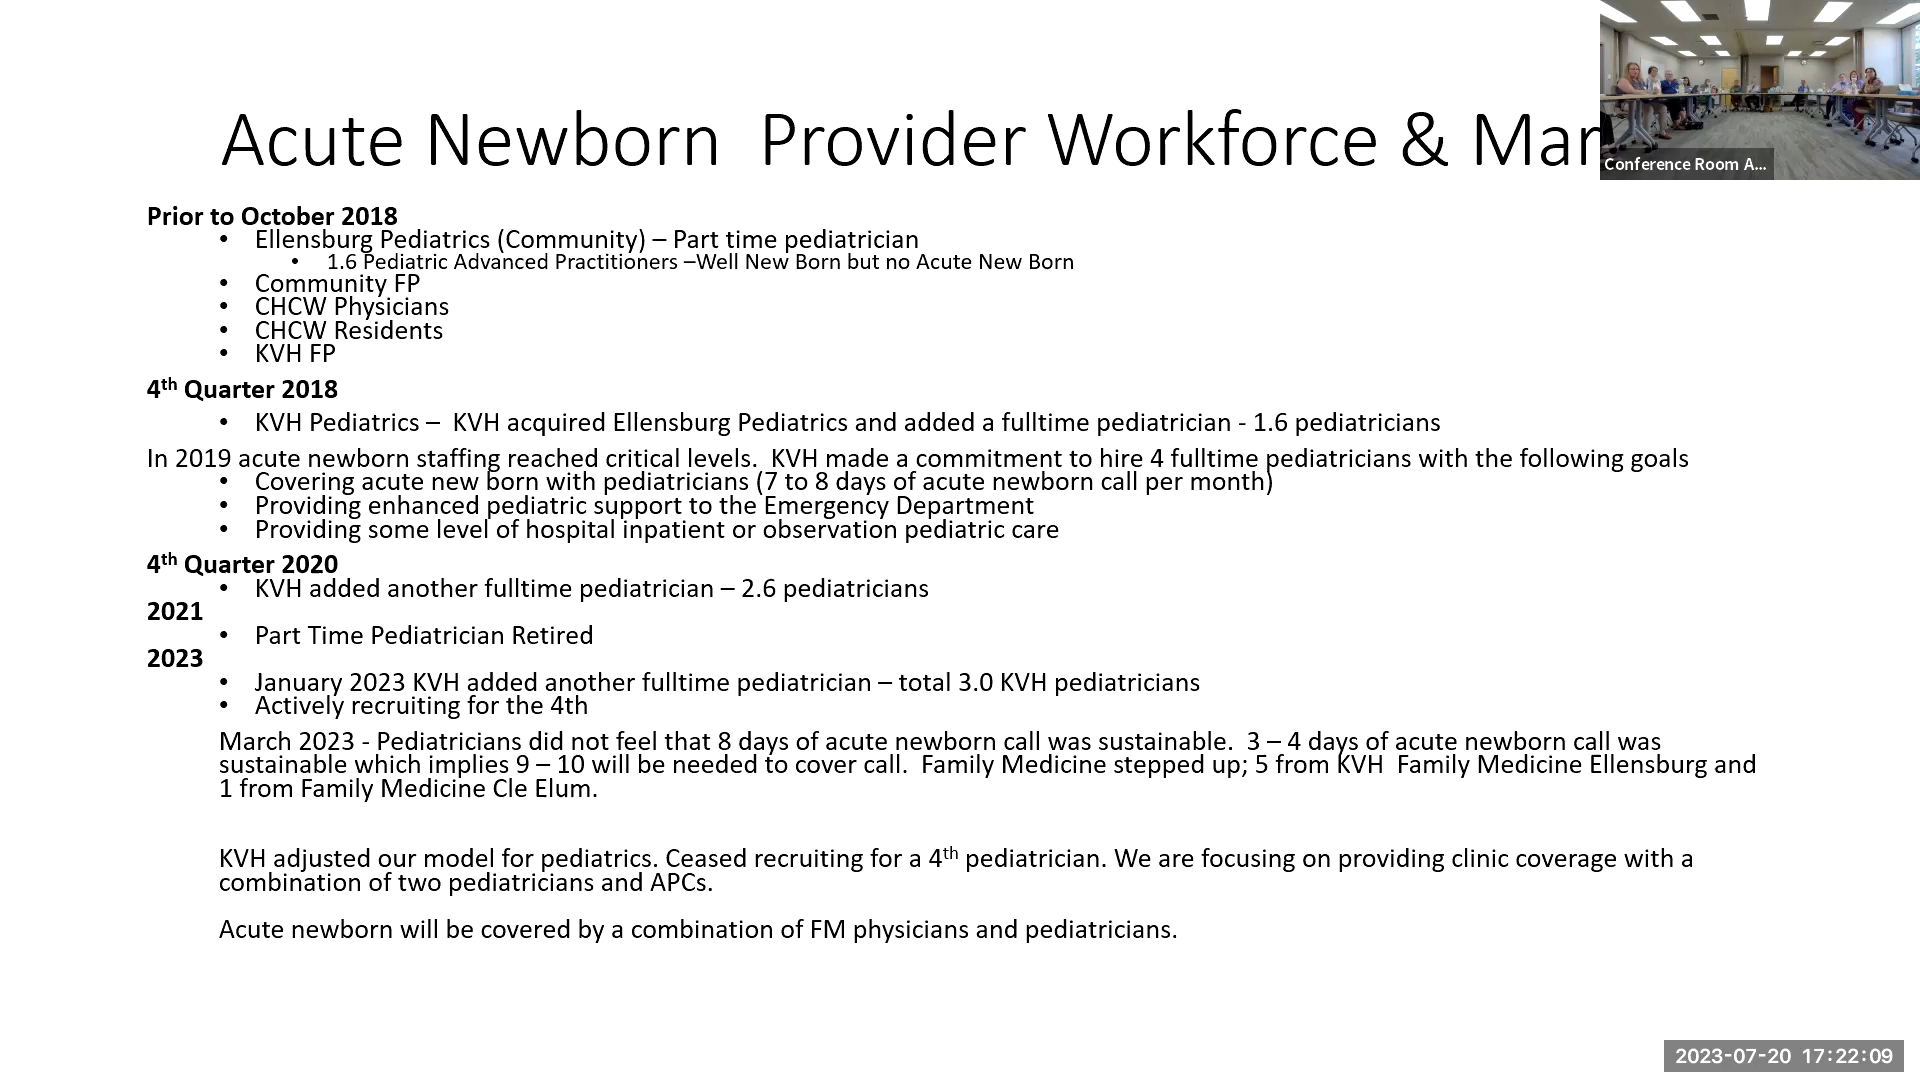 Acute Newborn  Provider Workforce & Mar
Conference Room A...
Prior to October 2018
• Ellensburg Pediatrics (Community) – Part time pediatrician
• 1.6 Pediatric Advanced Practitioners –Well New Born but no Acute New Born
• Community FP
• CHCW Physicians
• CHCW Residents
• KVH FP
4th Quarter 2018
• KVH Pediatrics –  KVH acquired Ellensburg Pediatrics and added a fulltime pediatrician - 1.6 pediatricians
In 2019 acute newborn staffing reached critical levels.  KVH made a commitment to hire 4 fulltime pediatricians with the following goals
• Covering acute new born with pediatricians (7 to 8 days of acute newborn call per month)
• Providing enhanced pediatric support to the Emergency Department
• Providing some level of hospital inpatient or observation pediatric care
4th Quarter 2020
• KVH added another fulltime pediatrician – 2.6 pediatricians
2021
• Part Time Pediatrician Retired
2023
• January 2023 KVH added another fulltime pediatrician – total 3.0 KVH pediatricians
• Actively recruiting for the 4th
March 2023 - Pediatricians did not feel that 8 days of acute newborn call was sustainable.  3 – 4 days of acute newborn call was
sustainable which implies 9 – 10 will be needed to cover call.  Family Medicine stepped up; 5 from KVH  Family Medicine Ellensburg and
1 from Family Medicine Cle Elum.
KVH adjusted our model for pediatrics. Ceased recruiting for a 4th pediatrician. We are focusing on providing clinic coverage with a
combination of two pediatricians and APCs.
Acute newborn will be covered by a combination of FM physicians and pediatricians.
2023-07-20  17:22:09